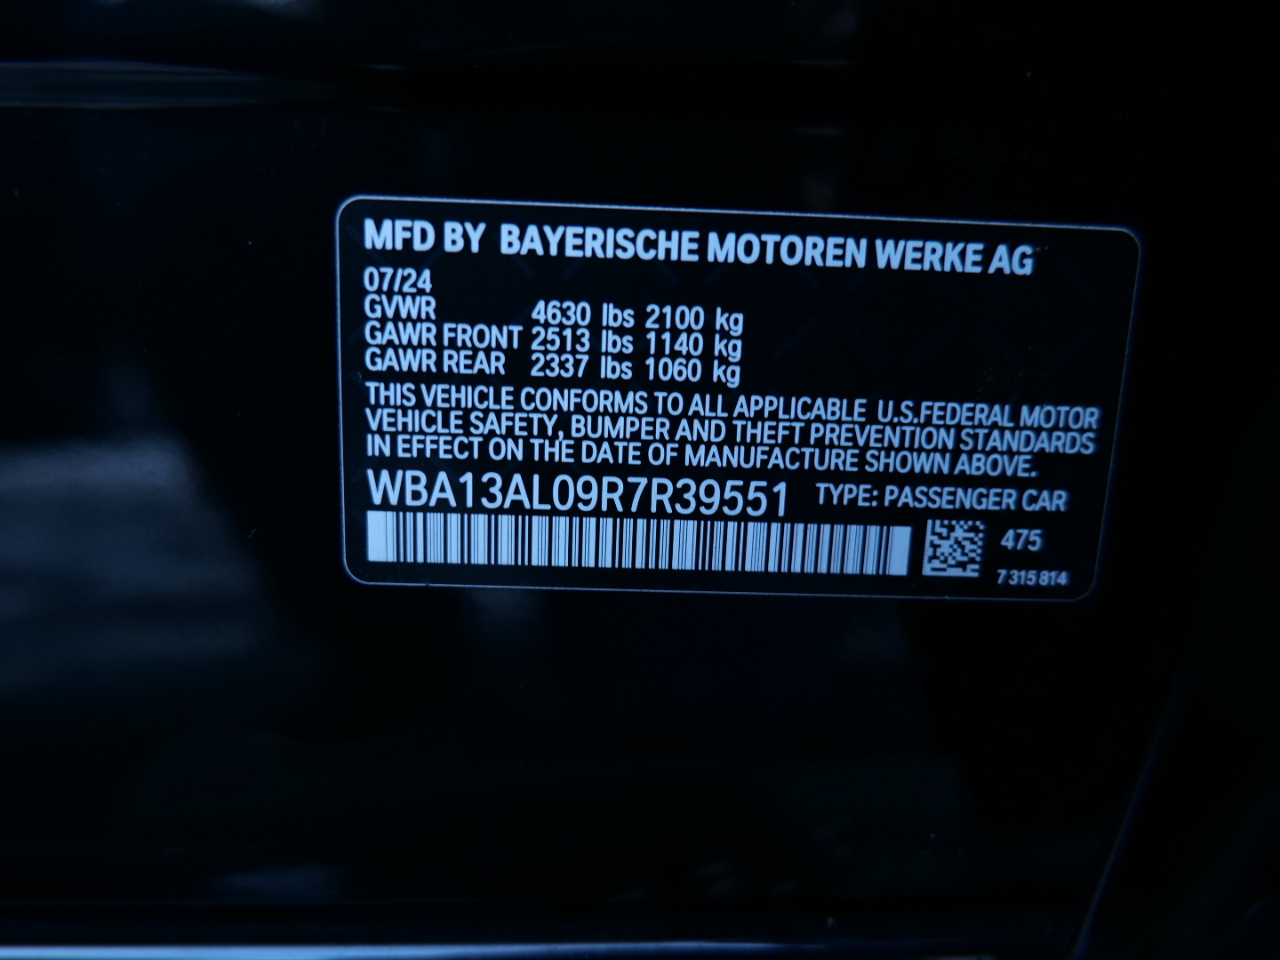 MFD BY BAYERISCHE MOTOREN WERKE AG
07/24
GVWR 4630 lbs 2100 kg
GAWR FRONT 2513 lbs 1140 kg
GAWR REAR 2337 lbs 1060 kg
THIS VEHICLE CONFORMS TO ALL APPLICABLE U.S.FEDERAL MOTOR
VEHICLE SAFETY, BUMPER AND THEFT PREVENTION STANDARDS
IN EFFECT ON THE DATE OF MANUFACTURE SHOWN ABOVE.
WBA13AL09R7R39551 TYPE: PASSENGER CAR
475
7 315 814